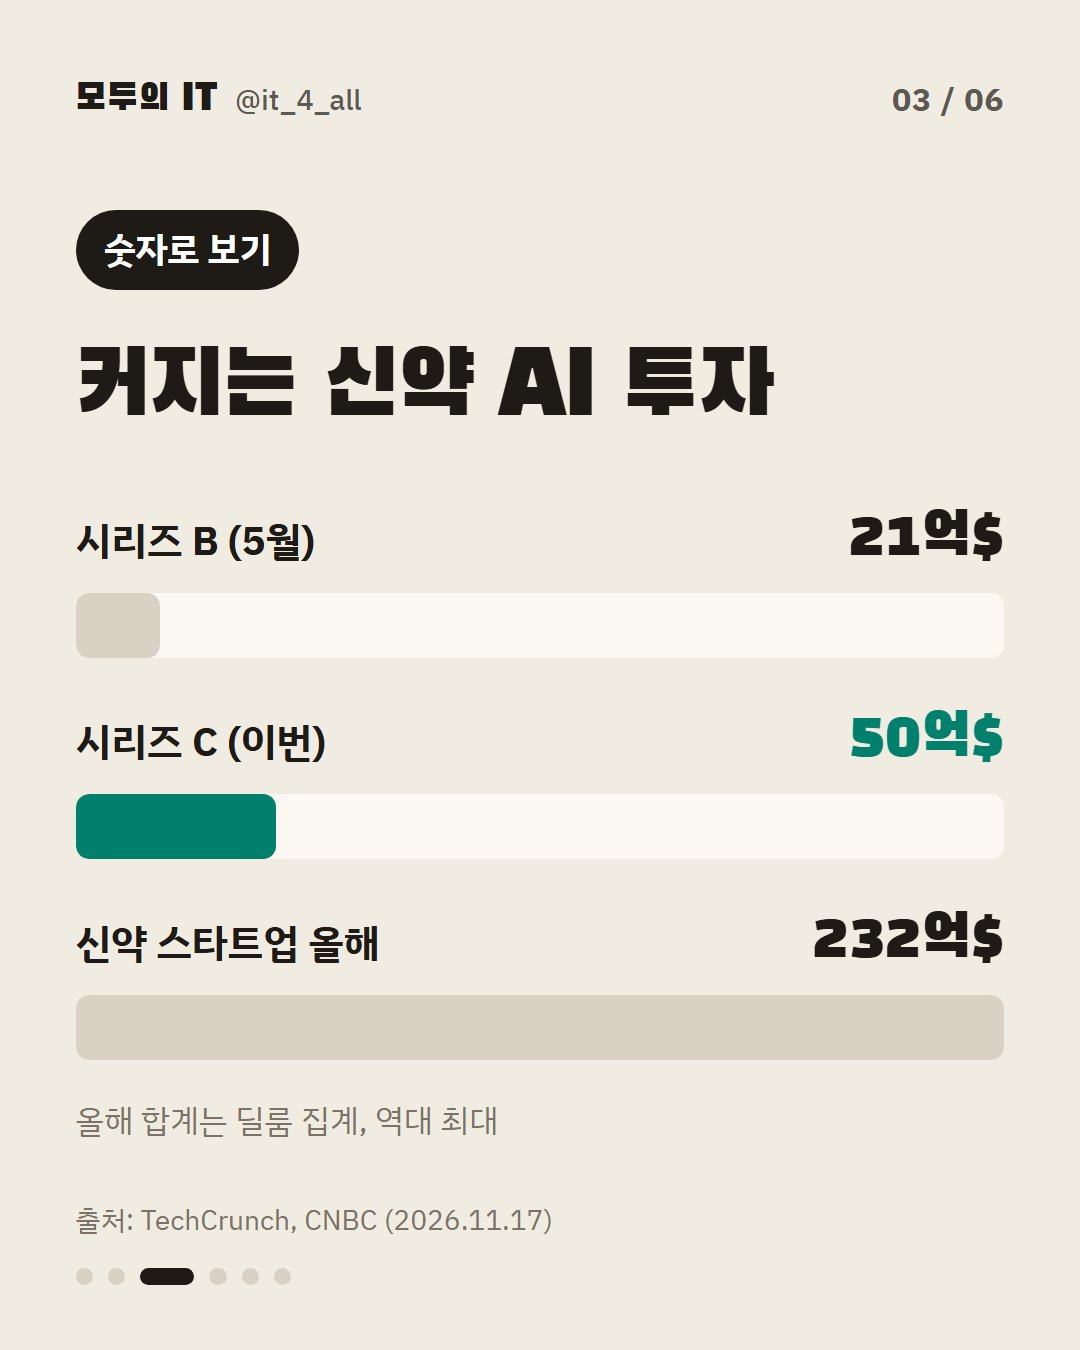 모두의 IT @it_4_all
03 / 06
숫자로 보기
커지는 신약 AI 투자
시리즈 B (5월) 21억$
시리즈 C (이번) 50억$
신약 스타트업 올해 232억$
올해 합계는 딜룸 집계, 역대 최대
출처: TechCrunch, CNBC (2026.11.17)